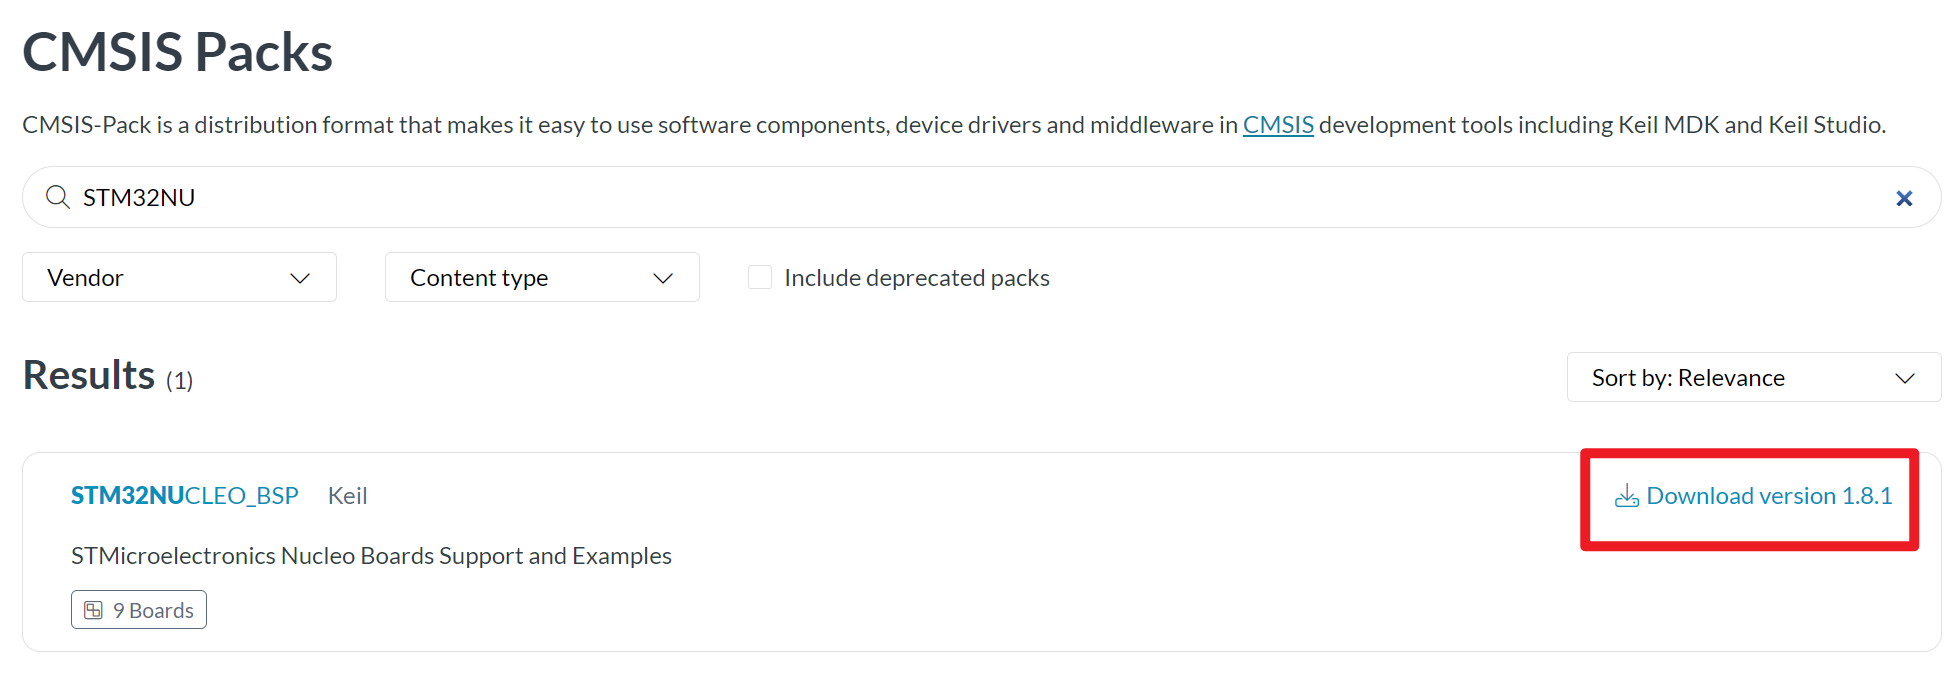 CMSIS Packs
CMSIS-Pack is a distribution format that makes it easy to use software components, device drivers and middleware in CMSIS development tools including Keil MDK and Keil Studio.
STM32NU
Vendor
Content type
Include deprecated packs
Results (1)
Sort by: Relevance
STM32NUCLEO_BSP Keil
Download version 1.8.1
STMicroelectronics Nucleo Boards Support and Examples
9 Boards